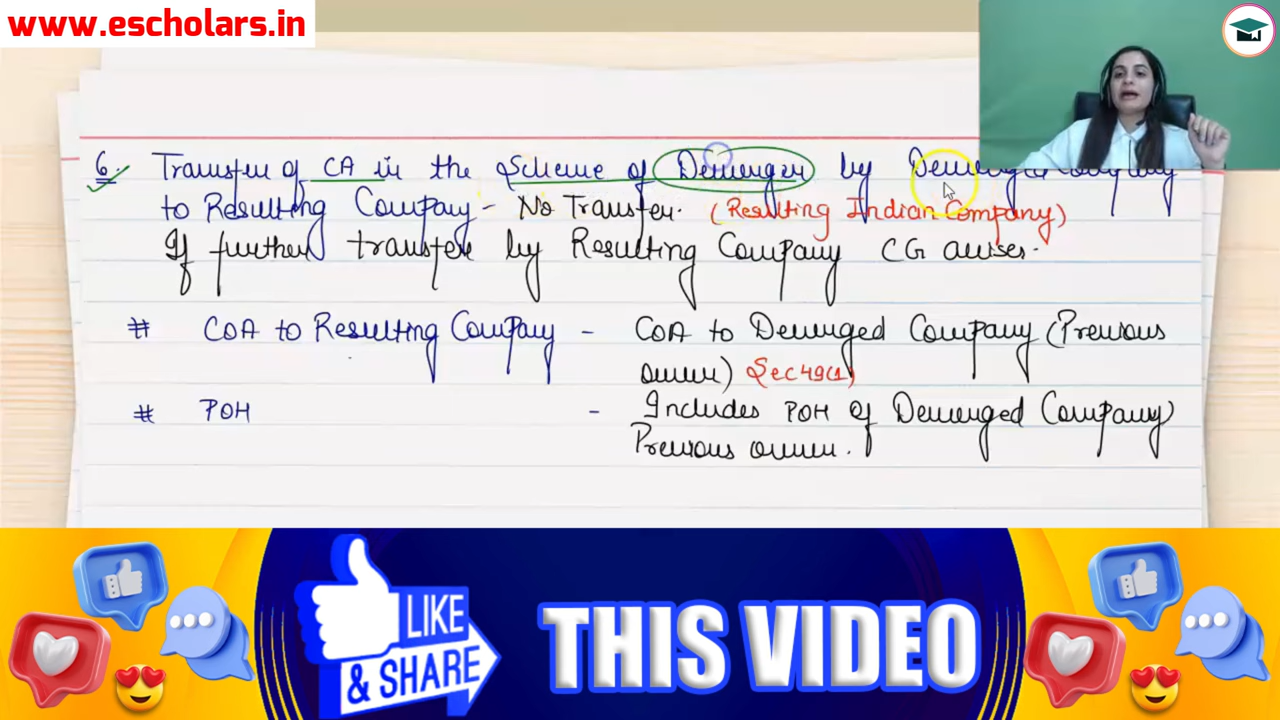 www.escholars.in
6. Transfer of CA in the Scheme of Demerger by Demerged Company
to Resulting Company - No Transfer. (Resulting Indian Company)
If further transfer by Resulting Company CG arises.
# COA to Resulting Company - COA to Demerged Company (Previous
owner) Sec 49(1)
# POH - Includes POH of Demerged Company)
Previous owner.
LIKE
& SHARE
THIS VIDEO